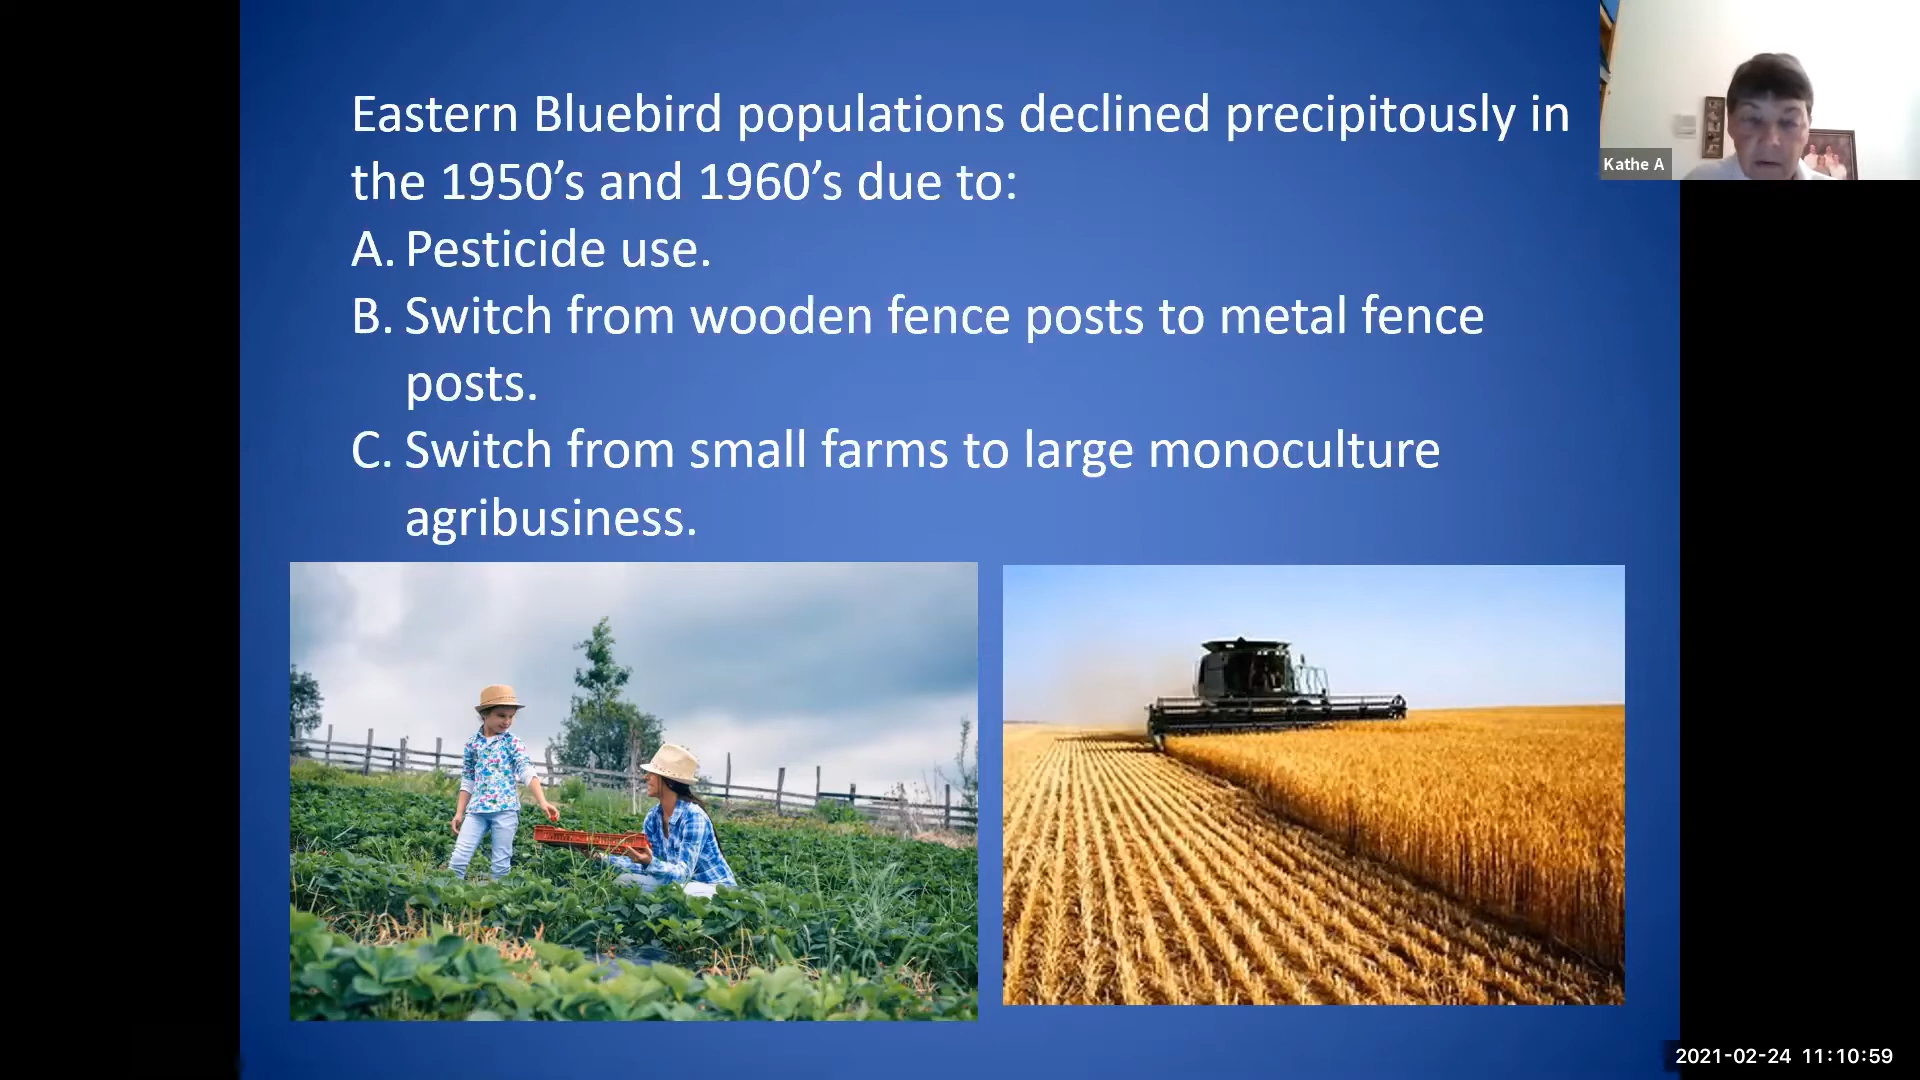 Eastern Bluebird populations declined precipitously in
the 1950’s and 1960’s due to:
A. Pesticide use.
B. Switch from wooden fence posts to metal fence
posts.
C. Switch from small farms to large monoculture
agribusiness.
Kathe A
2021-02-24 11:10:59